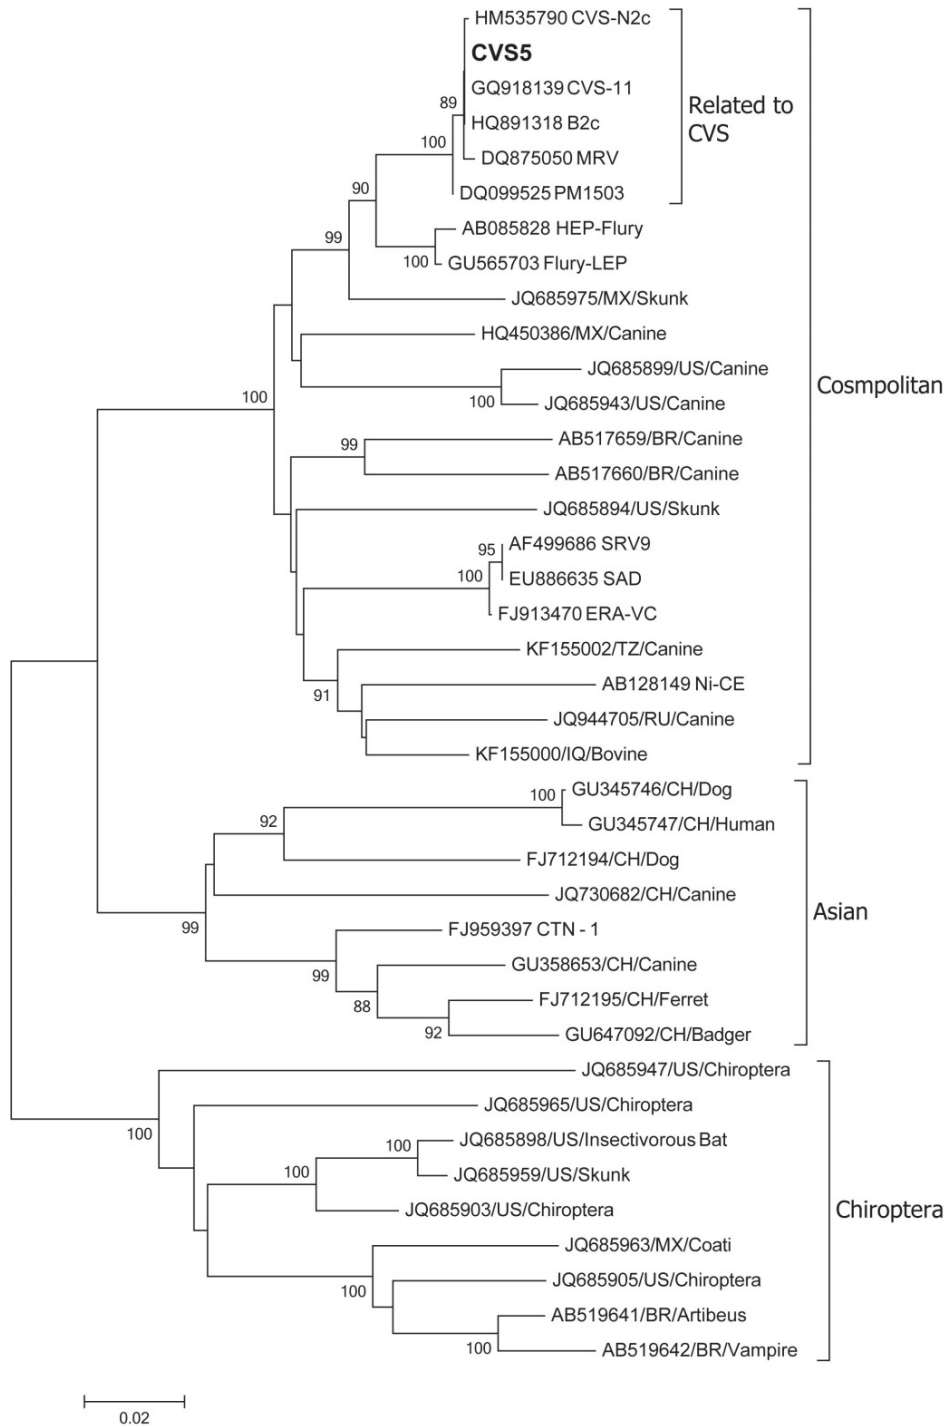 HM535790 CVS-N2c
CVS5
GQ918139 CVS-11
89
HQ891318 B2c
Related to
CVS
100
DQ875050 MRV
90
DQ099525 PM1503
AB085828 HEP-Flury
99
100
GU565703 Flury-LEP
JQ685975/MX/Skunk
HQ450386/MX/Canine
JQ685899/US/Canine
Cosmpolitan
100
100
JQ685943/US/Canine
99
AB517659/BR/Canine
AB517660/BR/Canine
JQ685894/US/Skunk
95
AF499686 SRV9
100
EU886635 SAD
FJ913470 ERA-VC
KF155002/TZ/Canine
91
AB128149 Ni-CE
JQ944705/RU/Canine
KF155000/IQ/Bovine
100
GU345746/CH/Dog
92
GU345747/CH/Human
FJ712194/CH/Dog
JQ730682/CH/Canine
Asian
99
FJ959397 CTN - 1
99
GU358653/CH/Canine
88
FJ712195/CH/Ferret
92
GU647092/CH/Badger
JQ685947/US/Chiroptera
100
JQ685965/US/Chiroptera
100
JQ685898/US/Insectivorous Bat
100
JQ685959/US/Skunk
JQ685903/US/Chiroptera
Chiroptera
JQ685963/MX/Coati
100
JQ685905/US/Chiroptera
AB519641/BR/Artibeus
100
AB519642/BR/Vampire
0.02